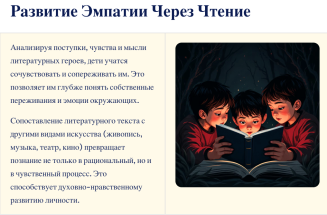 Развитие Эмпатии Через Чтение
Анализируя поступки, чувства и мысли
литературных героев, дети учатся
сочувствовать и сопереживать им. Это
позволяет им глубже понять собственные
переживания и эмоции окружающих.
Сопоставление литературного текста с
другими видами искусства (живопись,
музыка, театр, кино) превращает
познание не только в рациональный, но и
в чувственный процесс. Это
способствует духовно-нравственному
развитию личности.